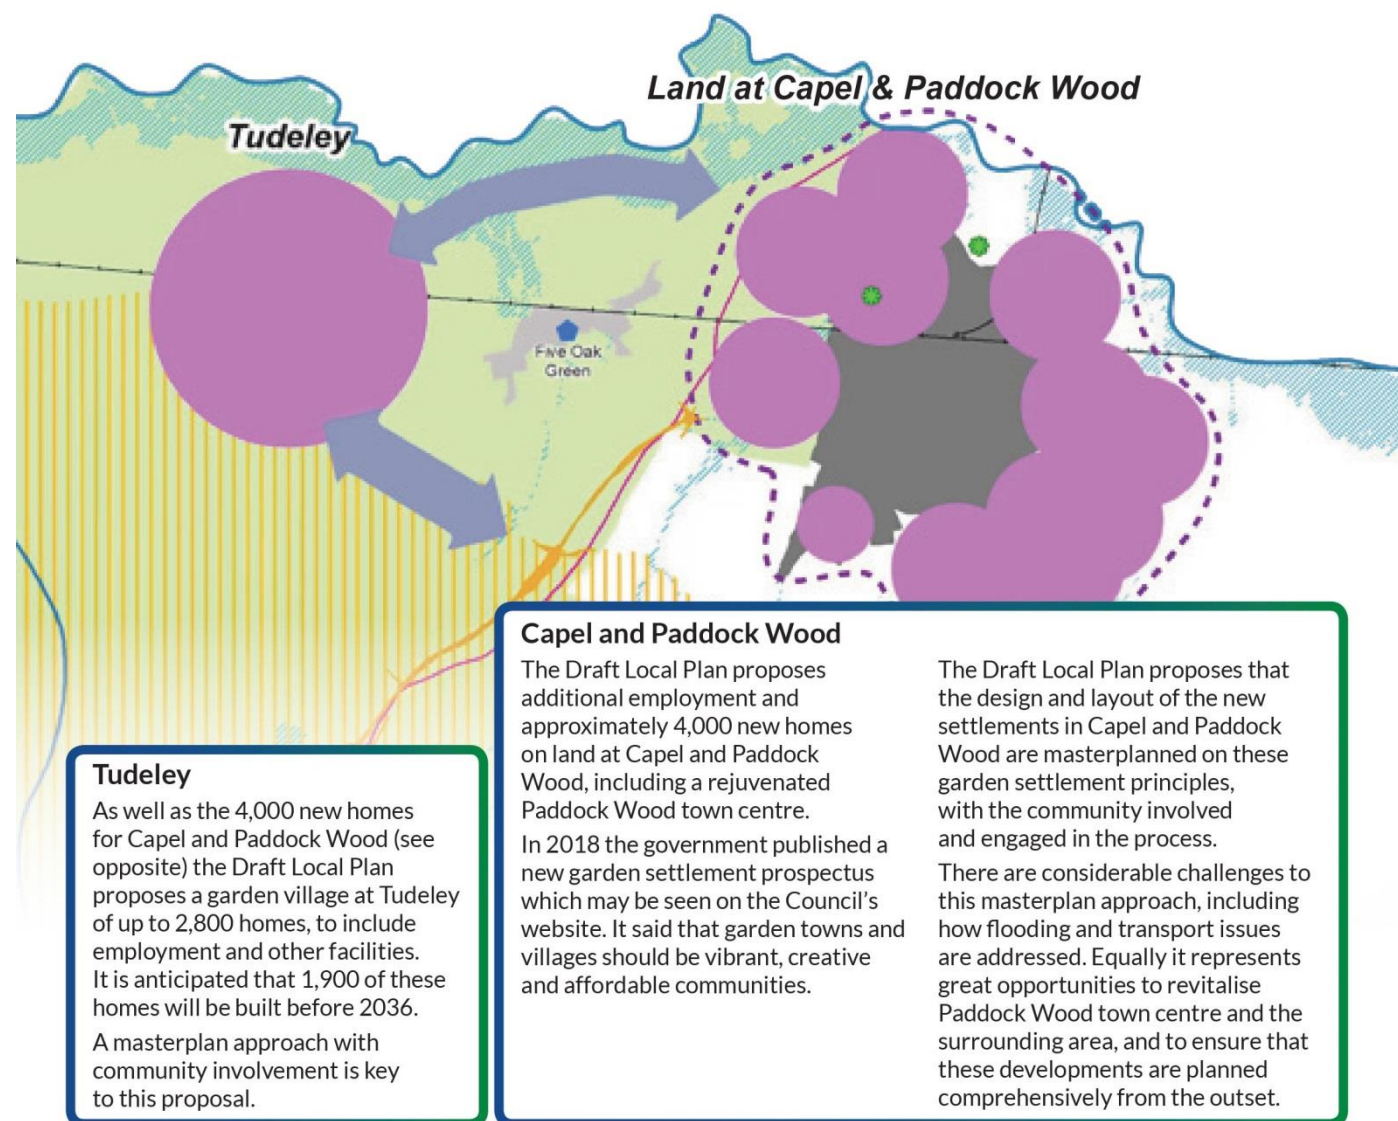 Land at Capel & Paddock Wood
Tudeley
Five Oak
Green
Tudeley
As well as the 4,000 new homes
for Capel and Paddock Wood (see
opposite) the Draft Local Plan
proposes a garden village at Tudeley
of up to 2,800 homes, to include
employment and other facilities.
It is anticipated that 1,900 of these
homes will be built before 2036.
A masterplan approach with
community involvement is key
to this proposal.
Capel and Paddock Wood
The Draft Local Plan proposes
additional employment and
approximately 4,000 new homes
on land at Capel and Paddock
Wood, including a rejuvenated
Paddock Wood town centre.
In 2018 the government published a
new garden settlement prospectus
which may be seen on the Council's
website. It said that garden towns and
villages should be vibrant, creative
and affordable communities.
The Draft Local Plan proposes that
the design and layout of the new
settlements in Capel and Paddock
Wood are masterplanned on these
garden settlement principles,
with the community involved
and engaged in the process.
There are considerable challenges to
this masterplan approach, including
how flooding and transport issues
are addressed. Equally it represents
great opportunities to revitalise
Paddock Wood town centre and the
surrounding area, and to ensure that
these developments are planned
comprehensively from the outset.